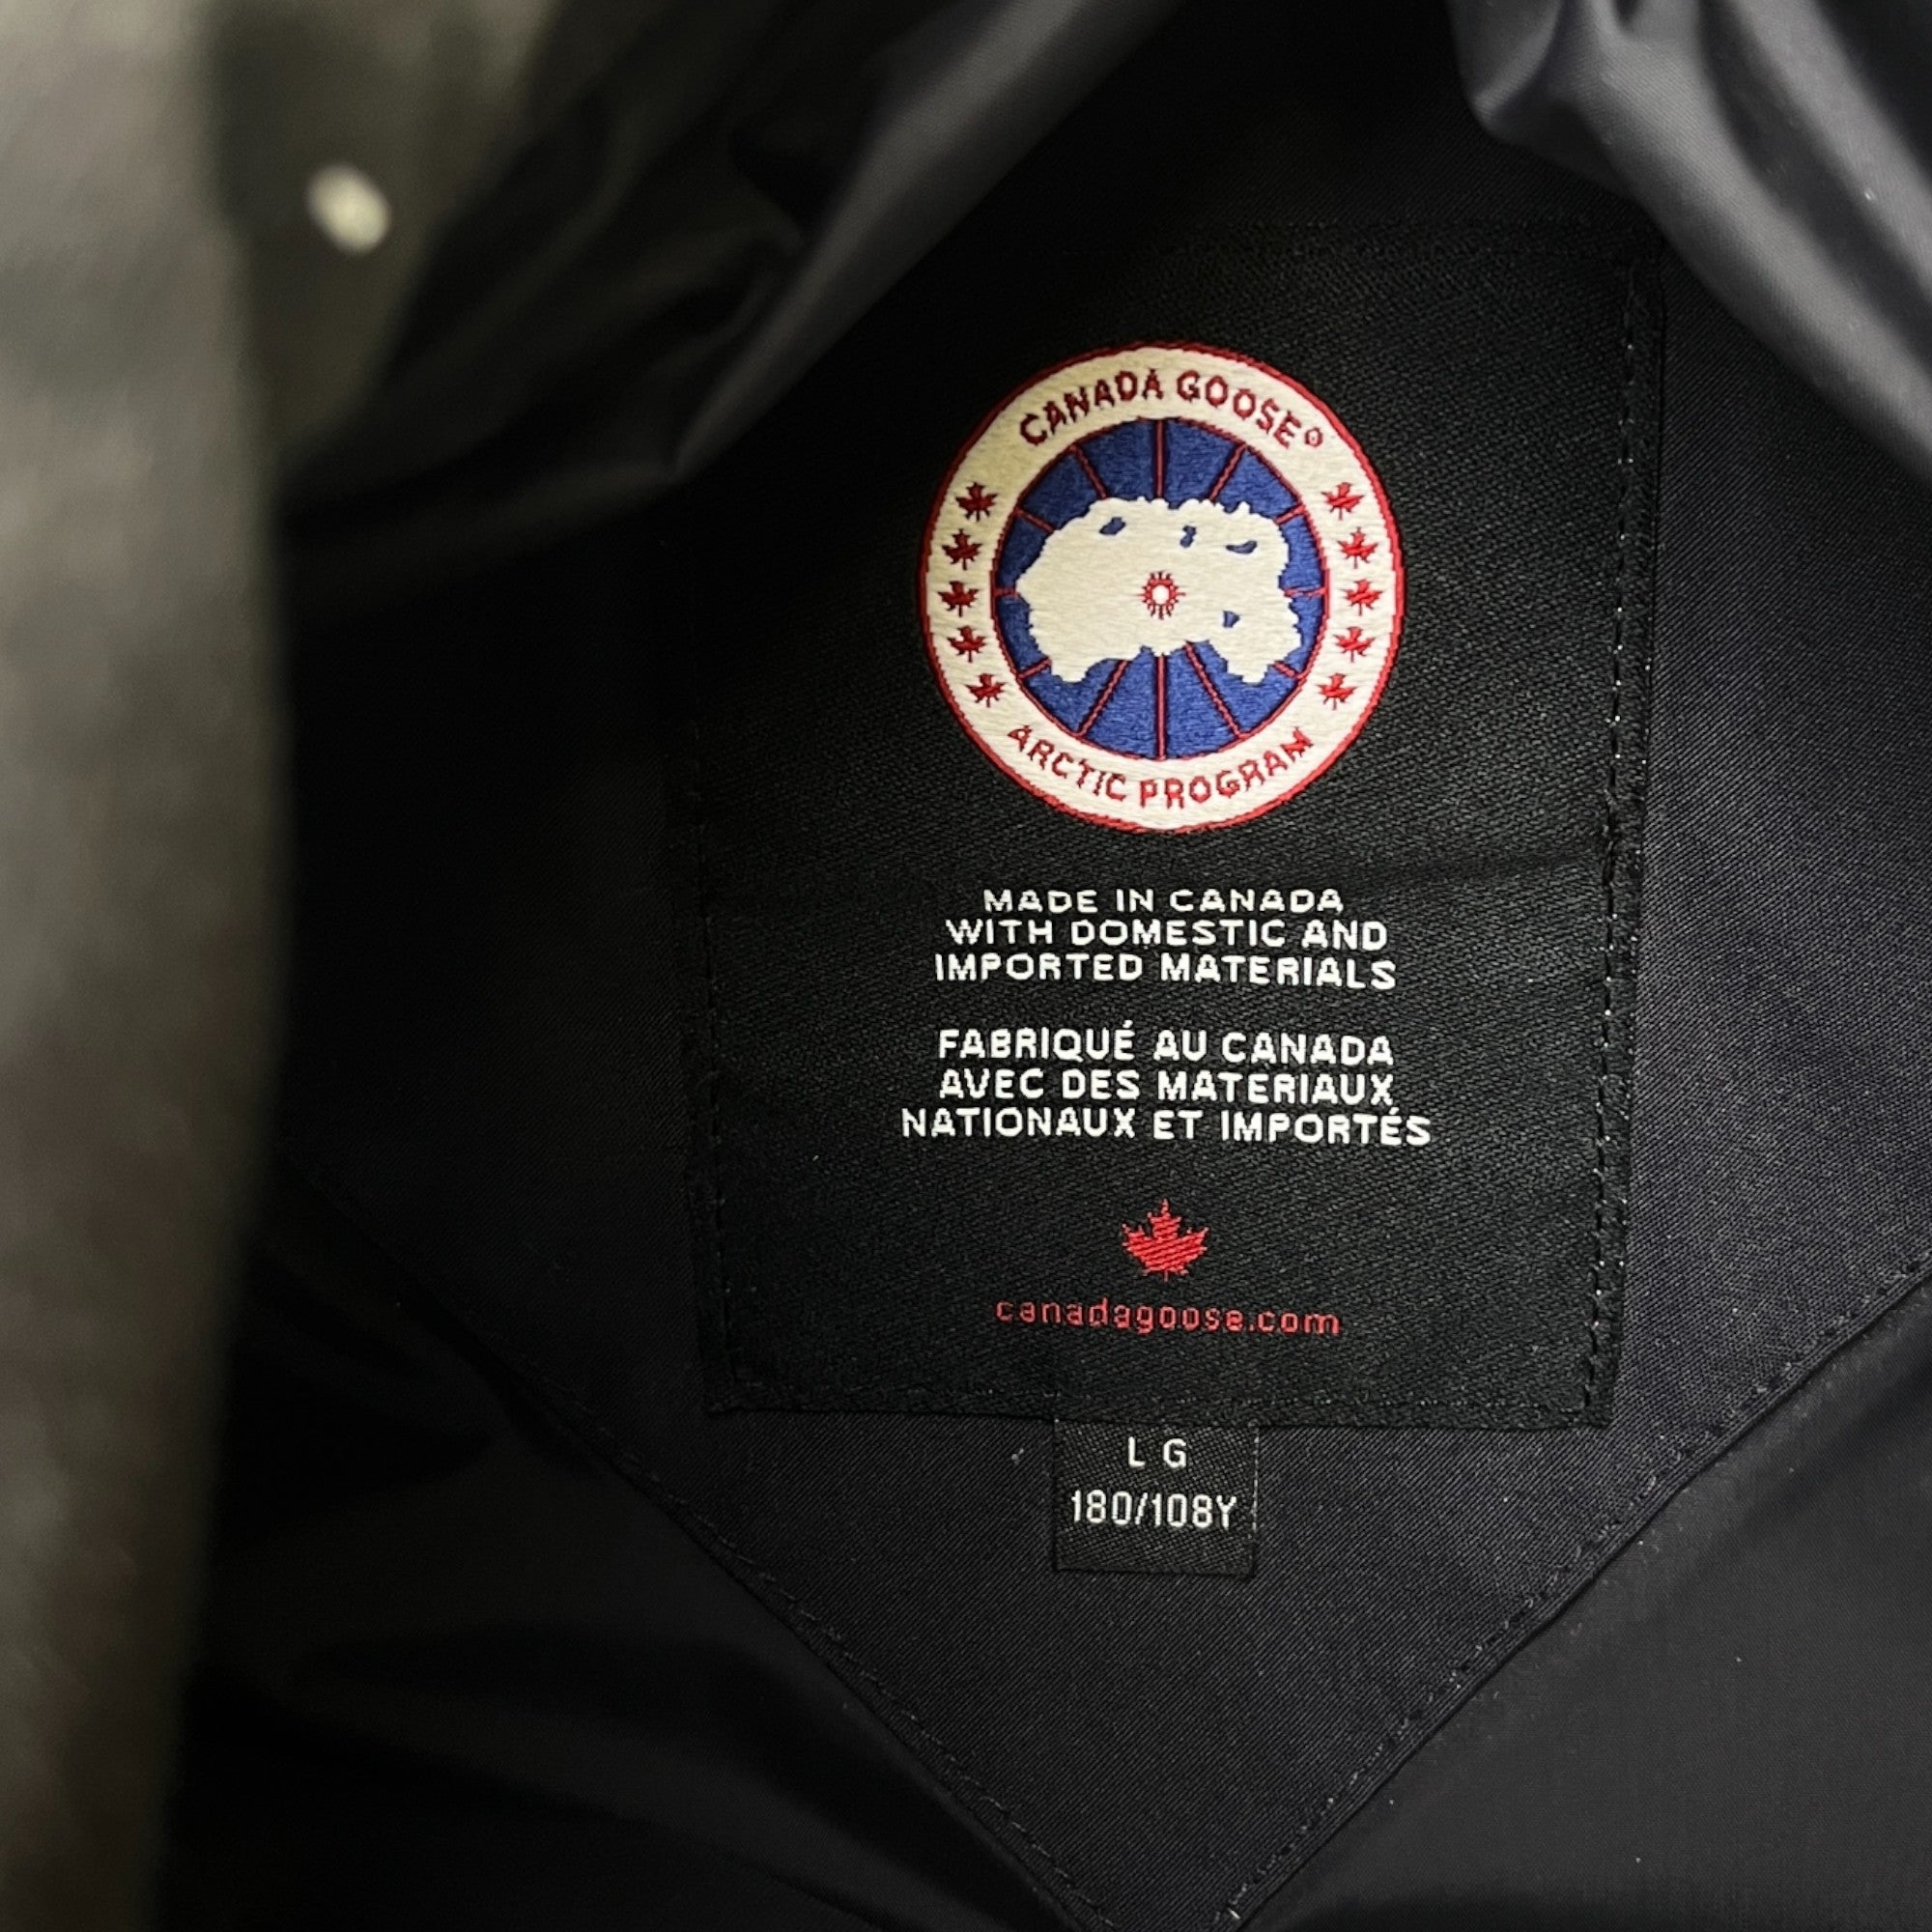 CANADA GOOSE®
ARCTIC PROGRAM
MADE IN CANADA
WITH DOMESTIC AND
IMPORTED MATERIALS
FABRIQUÉ AU CANADA
AVEC DES MATERIAUX
NATIONAUX ET IMPORTÉS
canadagoose.com
LG
180/108Y